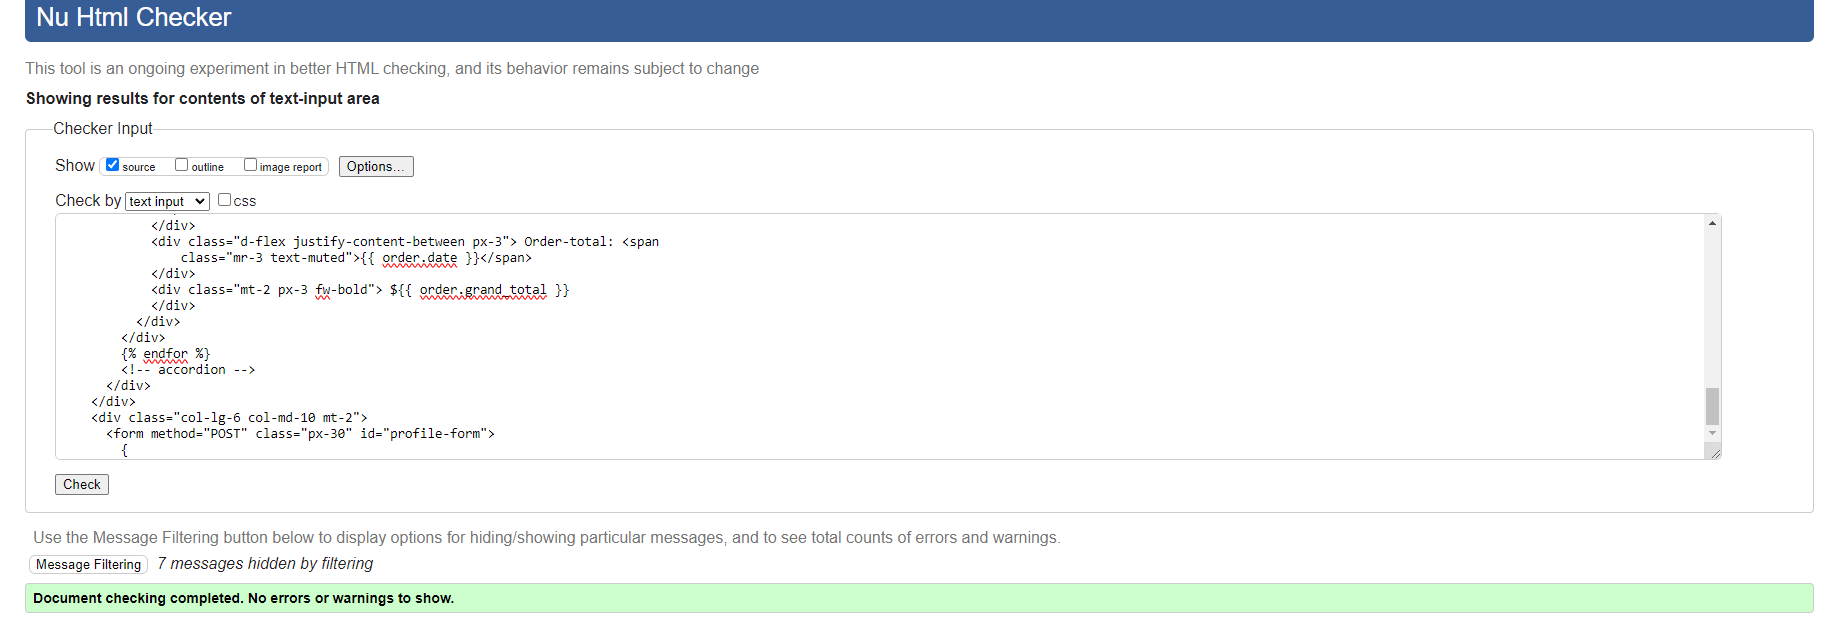 Nu Html Checker
This tool is an ongoing experiment in better HTML checking, and its behavior remains subject to change
Showing results for contents of text-input area
Checker Input
Show source outline image report Options...
Check by text input css
</div>
<div class="d-flex justify-content-between px-3"> Order-total: <span
class="mr-3 text-muted">{{ order.date }}</span>
</div>
<div class="mt-2 px-3 fw-bold"> ${{ order.grand_total }}
</div>
</div>
</div>
{% endfor %}
<!-- accordion -->
</div>
</div>
<div class="col-lg-6 col-md-10 mt-2">
<form method="POST" class="px-30" id="profile-form">
{
Check
Use the Message Filtering button below to display options for hiding/showing particular messages, and to see total counts of errors and warnings.
Message Filtering 7 messages hidden by filtering
Document checking completed. No errors or warnings to show.